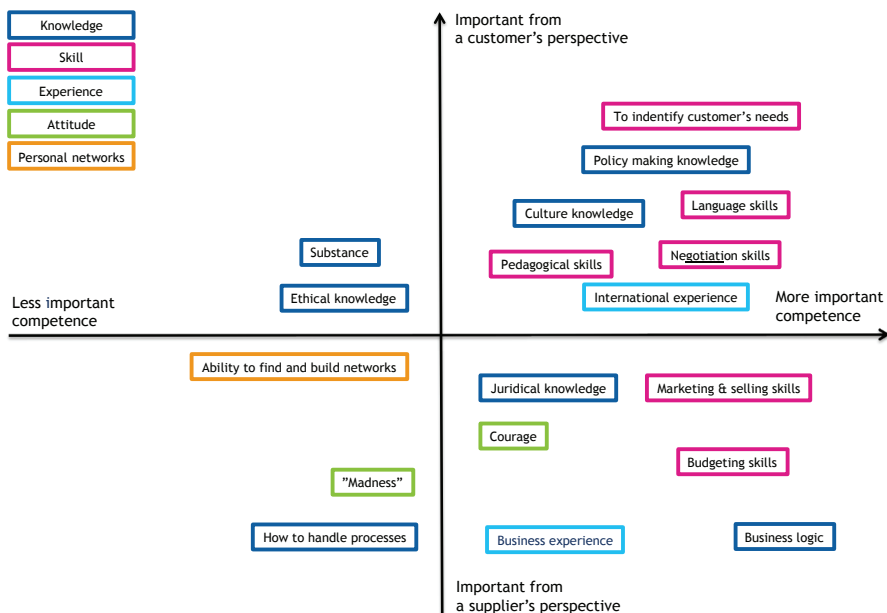 Knowledge
Skill
Experience
Attitude
Personal networks
Important from
a customer's perspective
To indentify customer's needs
Policy making knowledge
Language skills
Culture knowledge
Substance
Negotiation skills
Pedagogical skills
Ethical knowledge
International experience
Less important
competence
More important
competence
Ability to find and build networks
Juridical knowledge
Marketing & selling skills
Courage
Budgeting skills
"Madness"
How to handle processes
Business experience
Business logic
Important from
a supplier's perspective